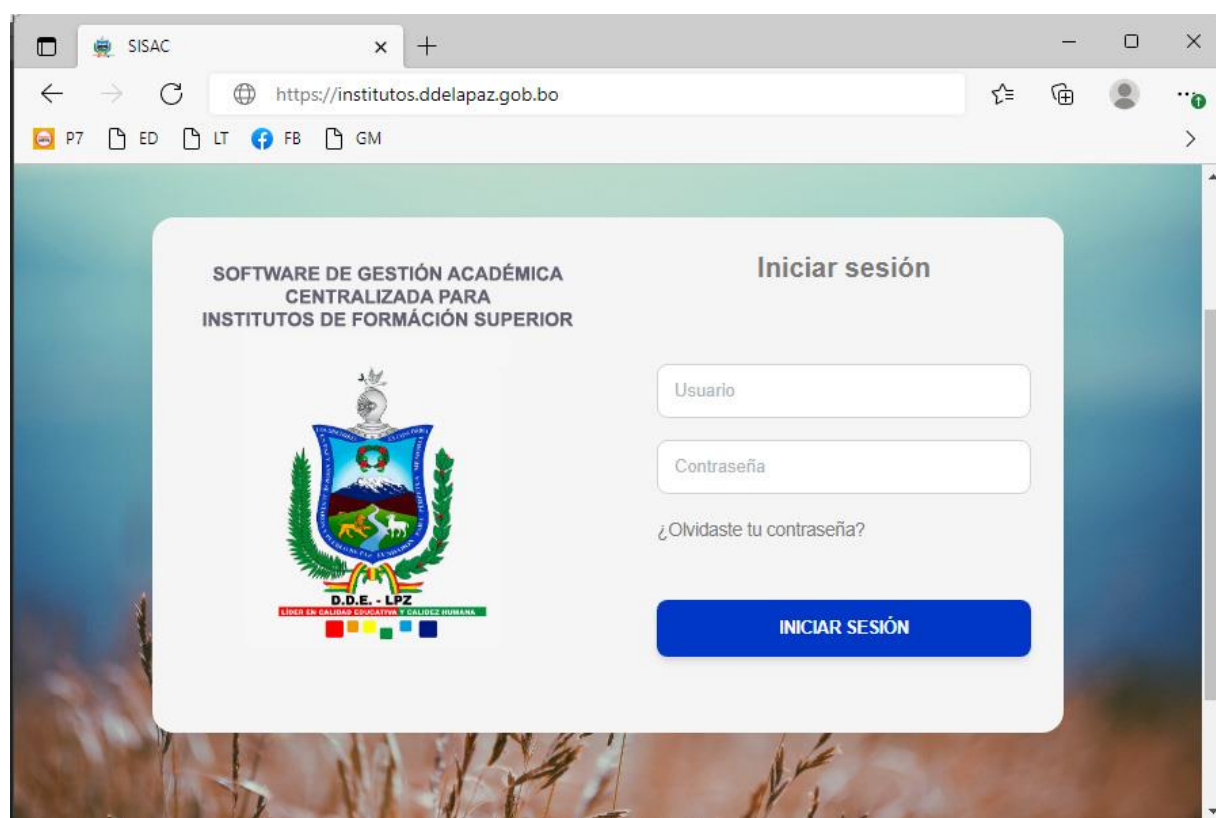 SISAC
https://institutos.ddelapaz.gob.bo
P7 ED LT FB GM
SOFTWARE DE GESTIÓN ACADÉMICA
CENTRALIZADA PARA
INSTITUTOS DE FORMÁCIÓN SUPERIOR
D.D.E. - LPZ
LÍDER EN CALIDAD EDUCATIVA Y CALIDEZ HUMANA
Iniciar sesión
Usuario
Contraseña
¿Olvidaste tu contraseña?
INICIAR SESIÓN